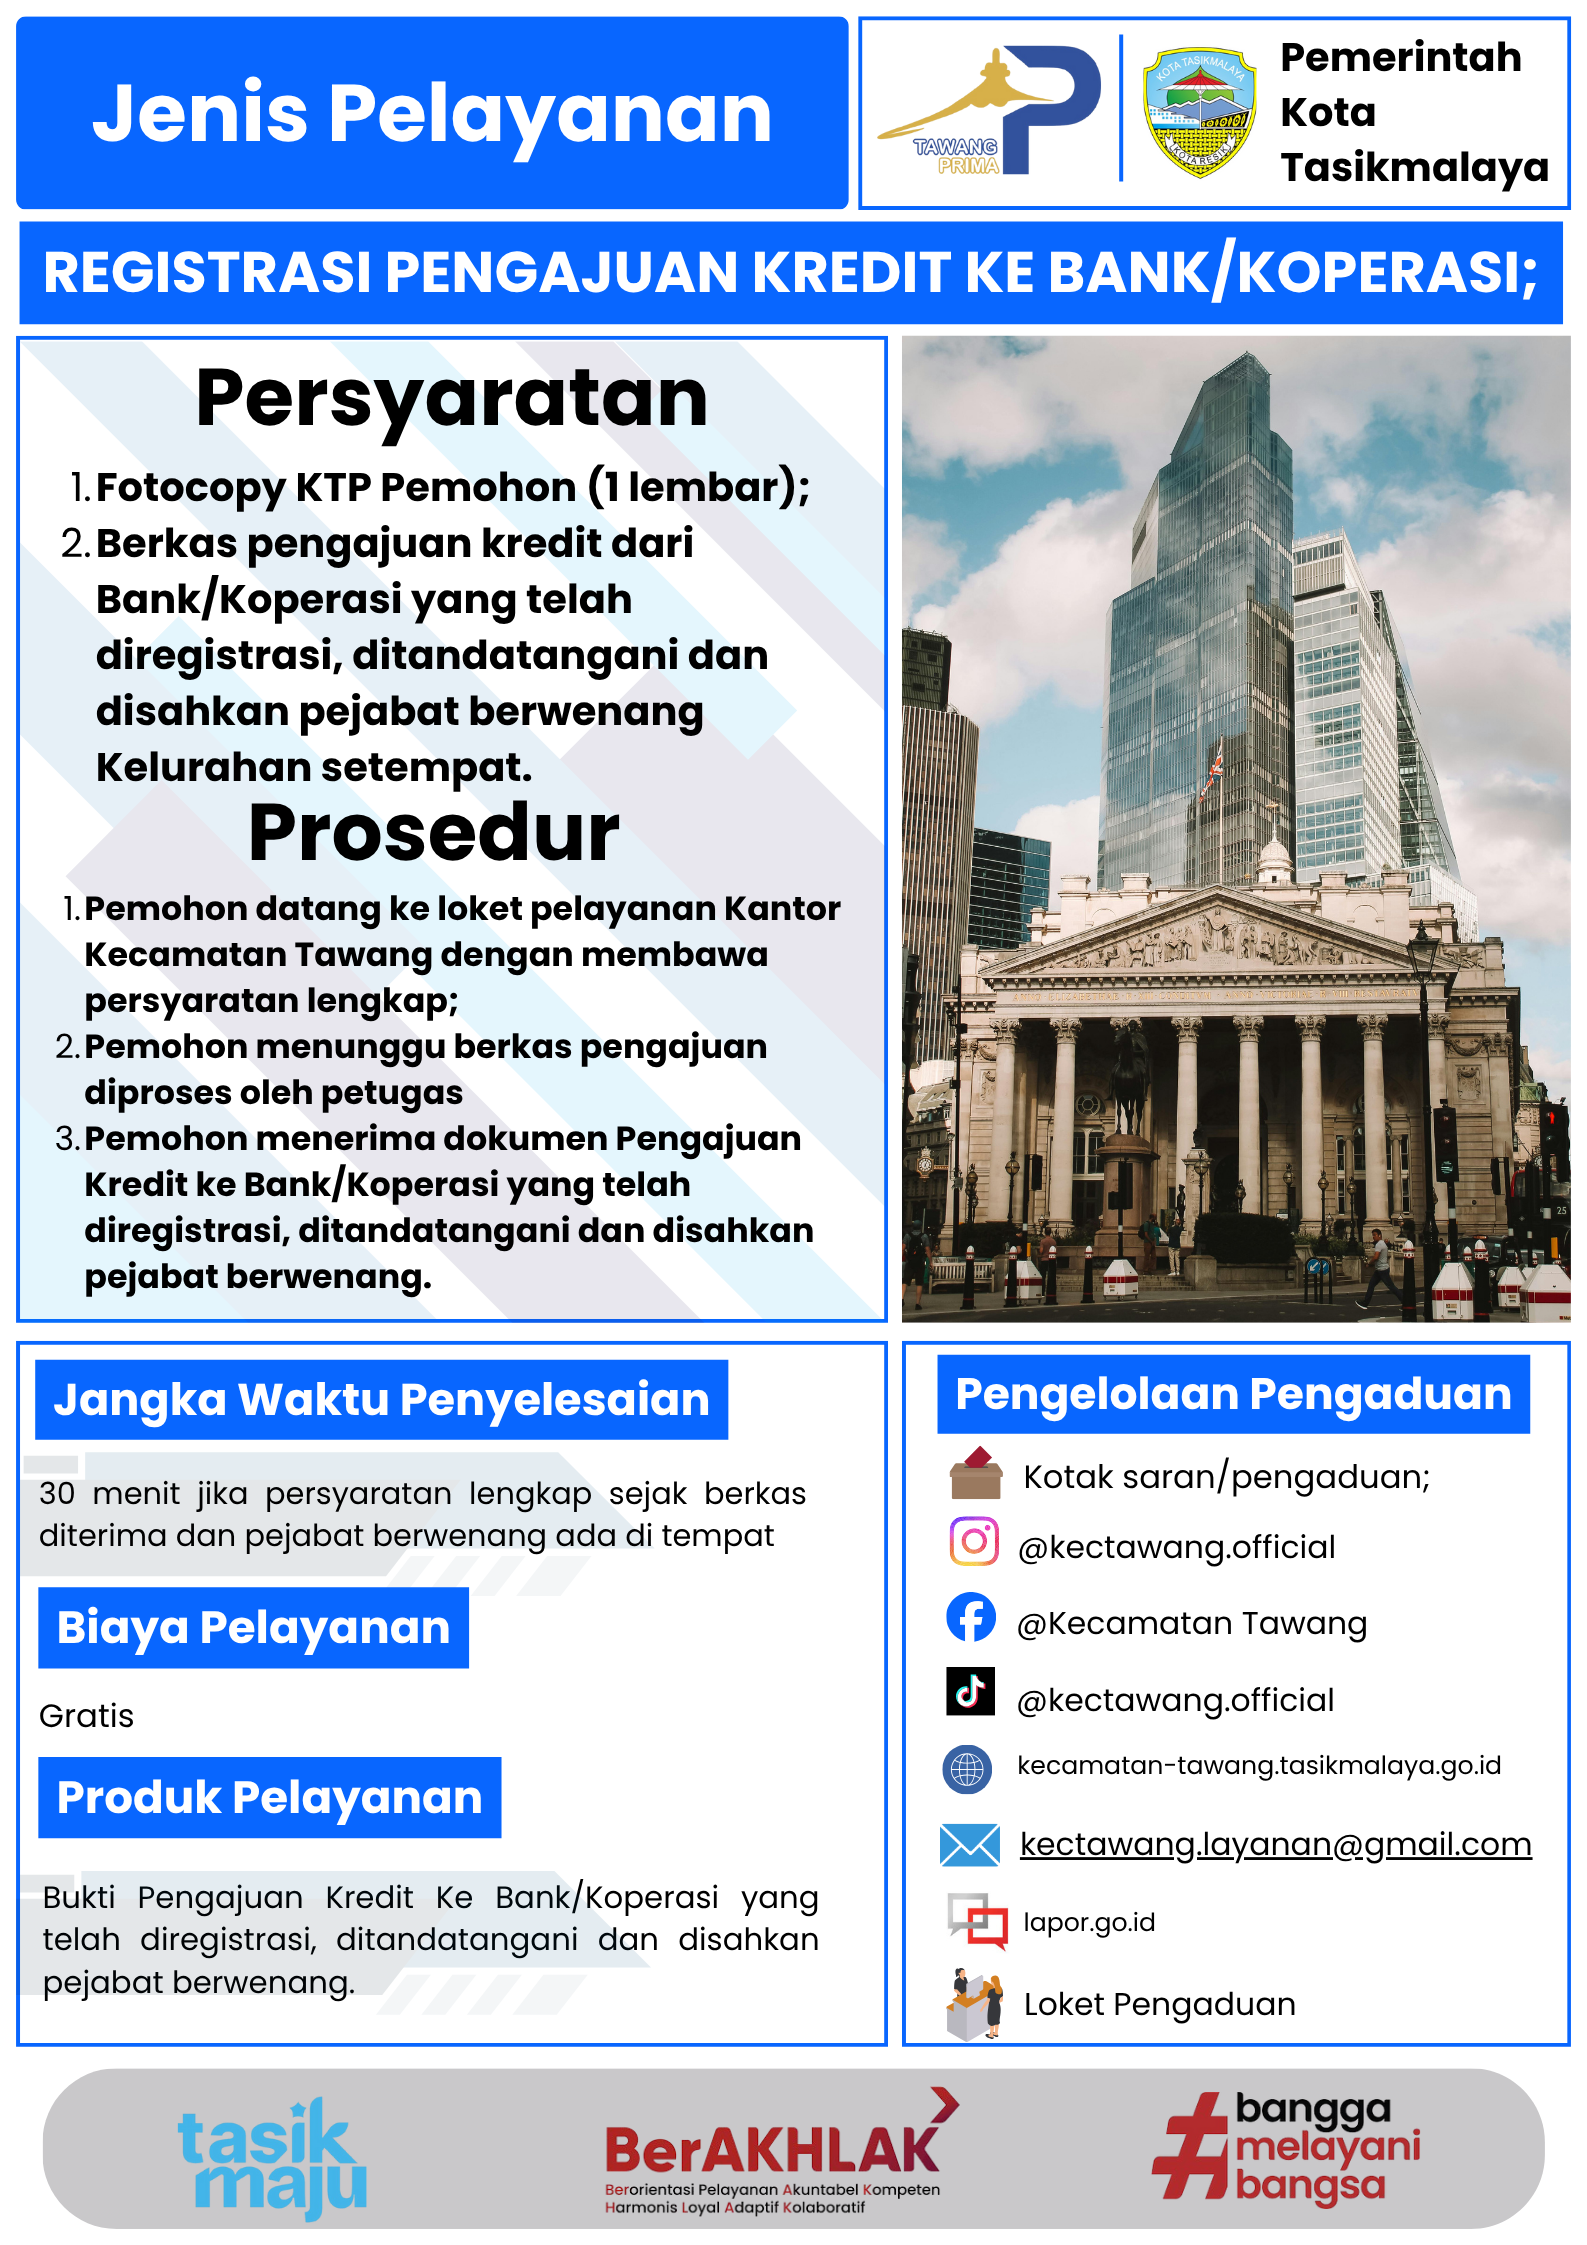 Jenis Pelayanan
TAWANG
PRIMA
KOTA TASIKMALAYA
KOTA RESIK
Pemerintah
Kota
Tasikmalaya
REGISTRASI PENGAJUAN KREDIT KE BANK/KOPERASI;
Persyaratan
1. Fotocopy KTP Pemohon (1 lembar);
2. Berkas pengajuan kredit dari
Bank/Koperasi yang telah
diregistrasi, ditandatangani dan
disahkan pejabat berwenang
Kelurahan setempat.
Prosedur
1. Pemohon datang ke loket pelayanan Kantor
Kecamatan Tawang dengan membawa
persyaratan lengkap;
2. Pemohon menunggu berkas pengajuan
diproses oleh petugas
3. Pemohon menerima dokumen Pengajuan
Kredit ke Bank/Koperasi yang telah
diregistrasi, ditandatangani dan disahkan
pejabat berwenang.
25
Jangka Waktu Penyelesaian
30 menit jika persyaratan lengkap sejak berkas
diterima dan pejabat berwenang ada di tempat
Biaya Pelayanan
Gratis
Produk Pelayanan
Bukti Pengajuan Kredit Ke Bank/Koperasi yang
telah diregistrasi, ditandatangani dan disahkan
pejabat berwenang.
Pengelolaan Pengaduan
Kotak saran/pengaduan;
@kectawang.official
@Kecamatan Tawang
@kectawang.official
kecamatan-tawang.tasikmalaya.go.id
kectawang.layanan@gmail.com
lapor.go.id
Loket Pengaduan
tasik
maju
BerAKHLAK
Berorientasi Pelayanan Akuntabel Kompeten
Harmonis Loyal Adaptif Kolaboratif
#bangga
melayani
bangsa